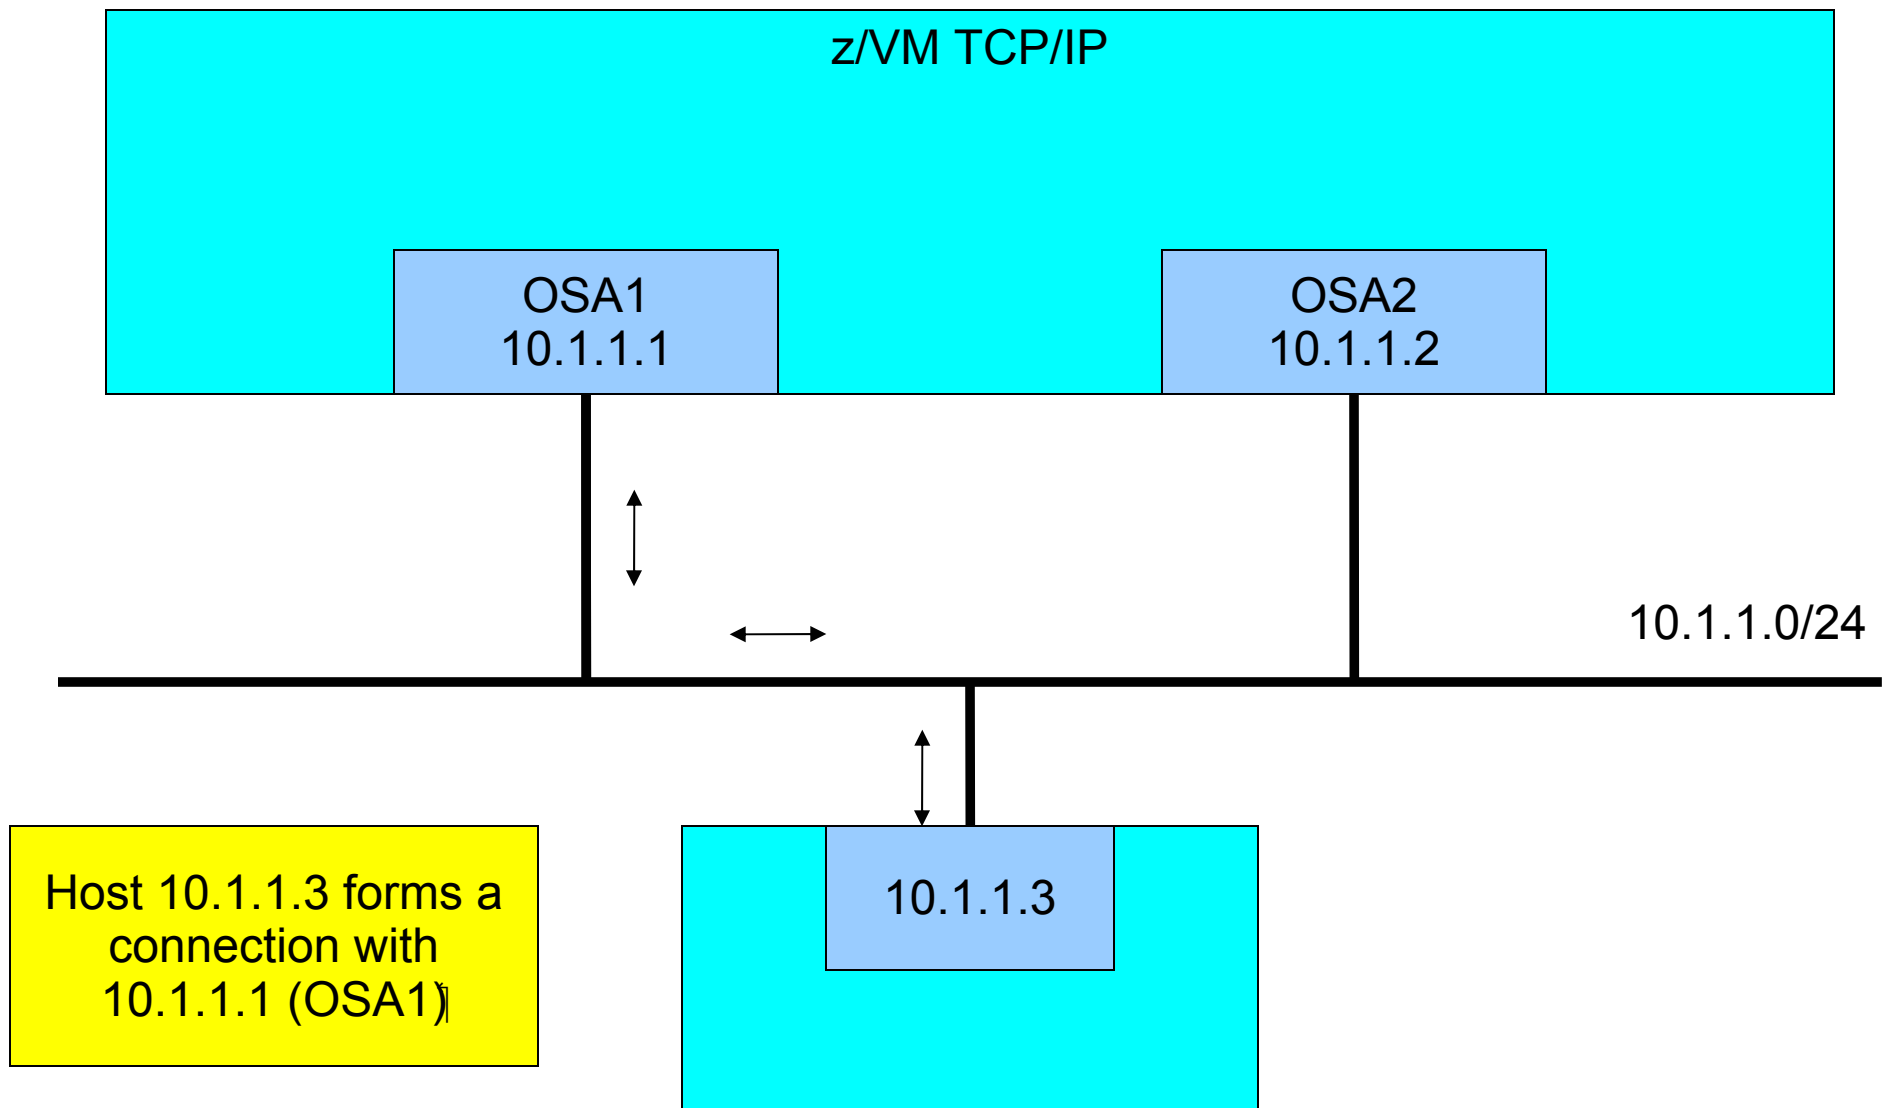 z/VM TCP/IP
OSA1
10.1.1.1
OSA2
10.1.1.2
10.1.1.0/24
Host 10.1.1.3 forms a
connection with
10.1.1.1 (OSA1)
10.1.1.3